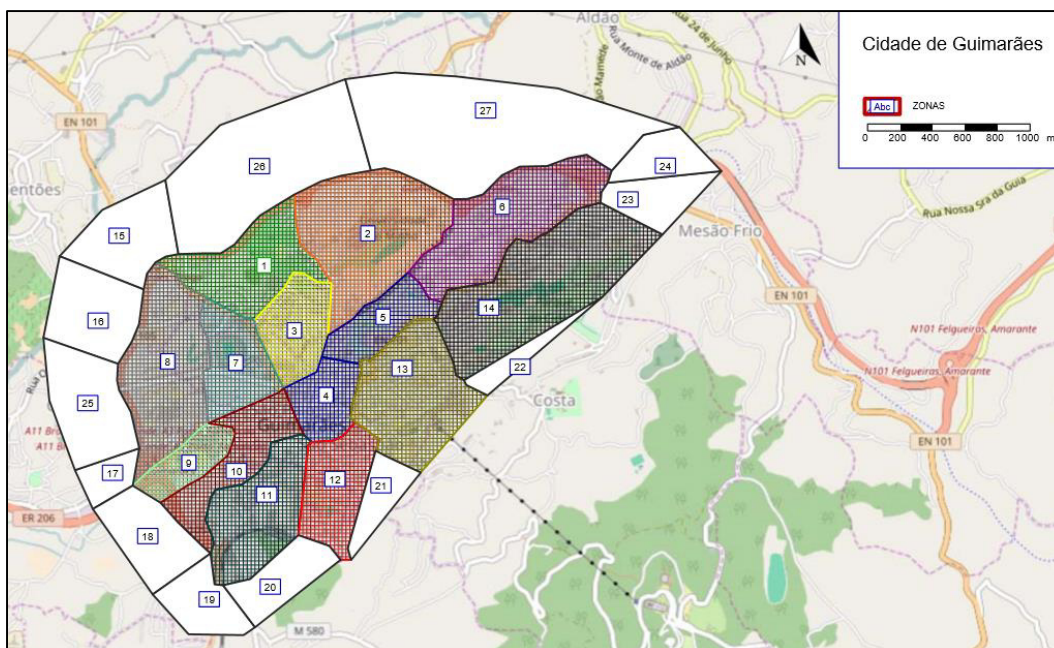 Cidade de Guimarães
Abc ZONAS
0 200 400 600 800 1000 m
N
Aldão
Rua Monte de Aldão
Rua 24 de Junho
EN 101
27
26
24
23
15
6
2
1
Rua Nossa Sra da Guia
Mesão Frio
16
14
3
5
EN 101
N101 Felgueiras, Amarante
N101 Felgueiras, Amarante
8
7
13
22
25
4
Costa
Guimarães
EN 101
17
9
10
12
21
11
ER 206
18
20
19
M 580